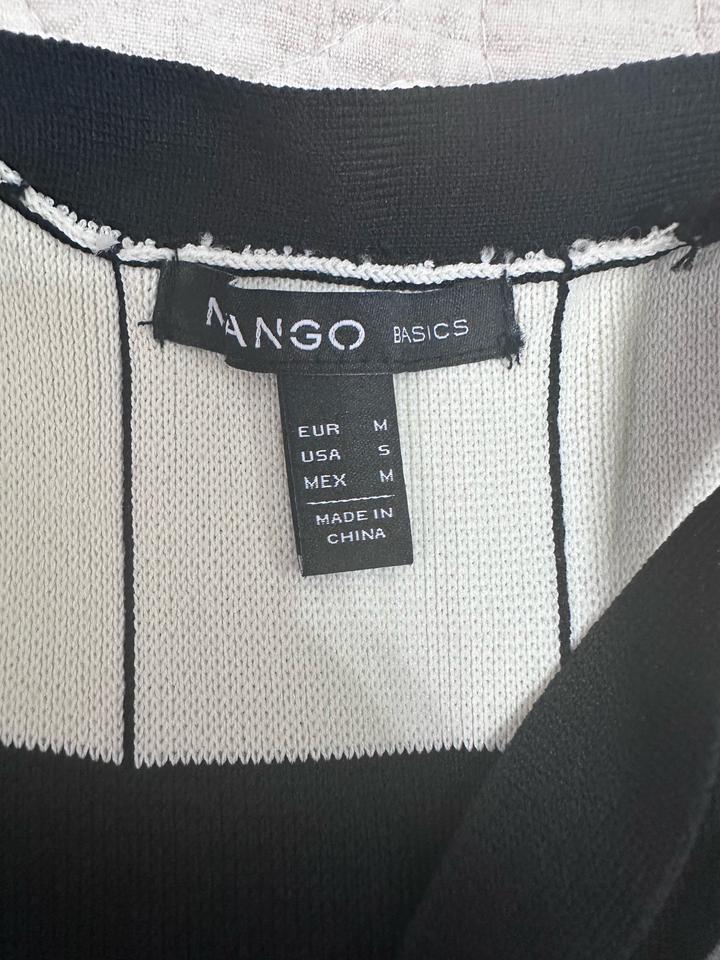 MANGO BASICS
EUR M
USA S
MEX M
MADE IN
CHINA